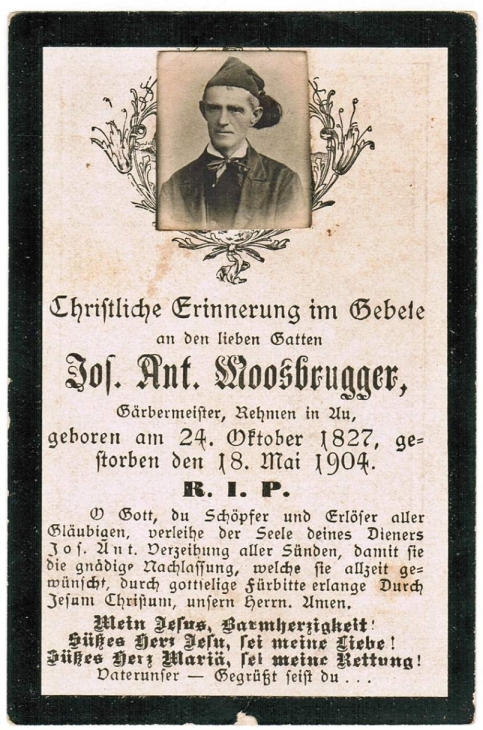 Christliche Erinnerung im Gebete
an den lieben Gatten
Jos. Ant. Moosbrugger,
Gärbermeister, Rehmen in Au,
geboren am 24. Oktober 1827, ge-
storben den 18. Mai 1904.
R. I. P.
O Gott, du Schöpfer und Erlöser aller
Gläubigen, verleihe der Seele deines Dieners
Jos. Ant. Verzeihung aller Sünden, damit sie
die gnädige Nachlassung, welche sie allzeit ge-
wünscht, durch gottselige Fürbitte erlange Durch
Jesum Christum, unsern Herrn. Amen.
Mein Jesus, Barmherzigkeit!
Süßes Herz Jesu, sei meine Liebe!
Süßes Herz Mariä, sei meine Rettung!
Vaterunser — Gegrüßt seist du . . .